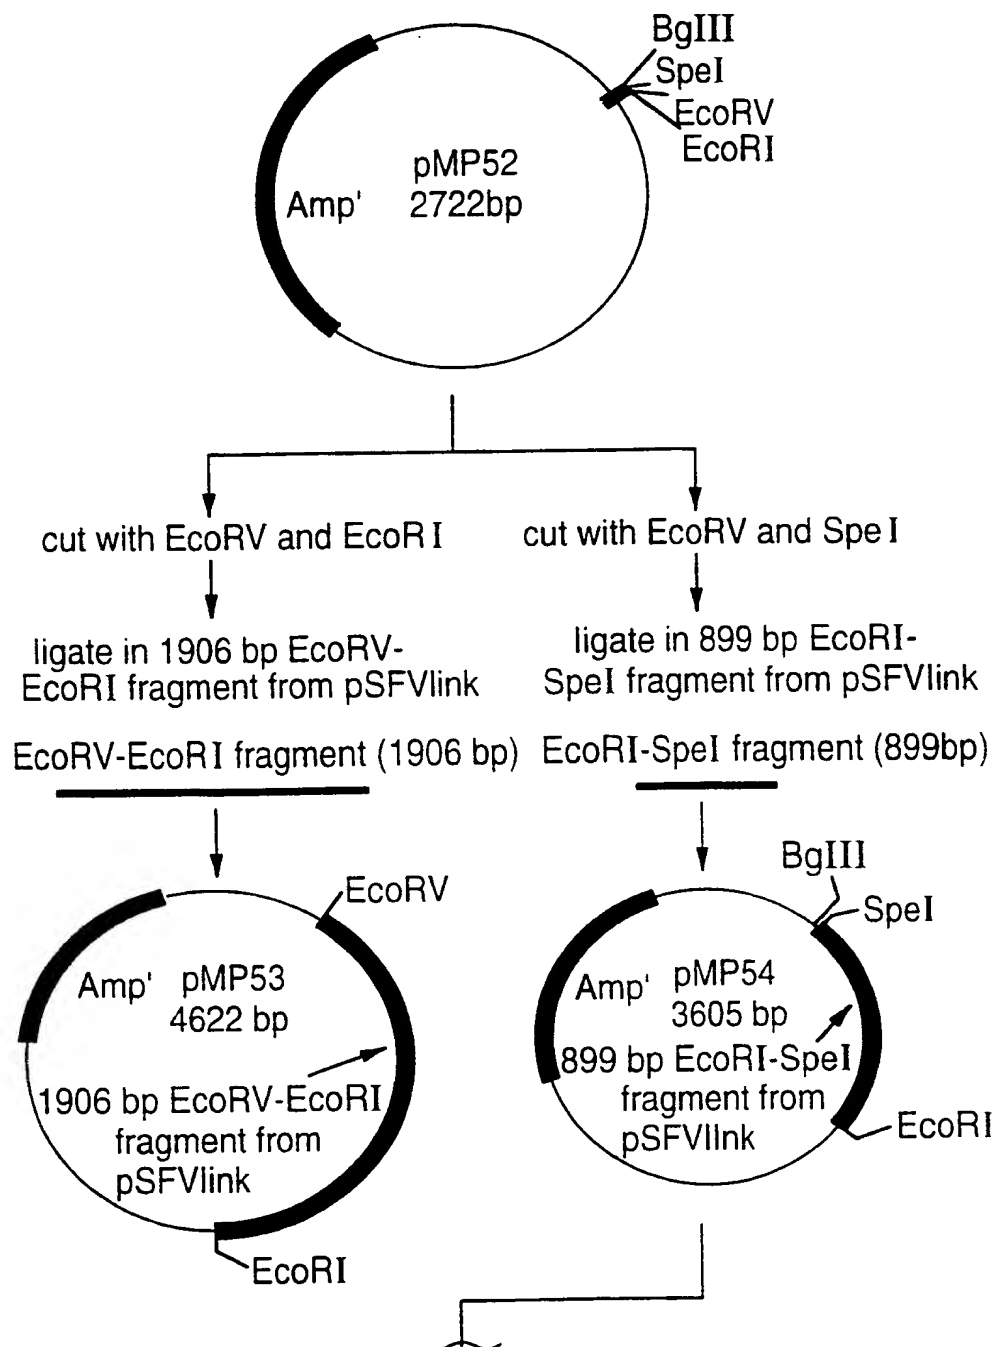 BgIII
SpeI
EcoRV
EcoRI
pMP52
2722bp
Amp'
cut with EcoRV and EcoRI
cut with EcoRV and SpeI
ligate in 1906 bp EcoRV-
EcoRI fragment from pSFVlink
ligate in 899 bp EcoRI-
SpeI fragment from pSFVlink
EcoRV-EcoRI fragment (1906 bp)
EcoRI-SpeI fragment (899bp)
EcoRV
Amp'
pMP53
4622 bp
1906 bp EcoRV-EcoRI
fragment from
pSFVlink
EcoRI
BgIII
SpeI
Amp'
pMP54
3605 bp
899 bp EcoRI-SpeI
fragment from
pSFVlInk
EcoRI